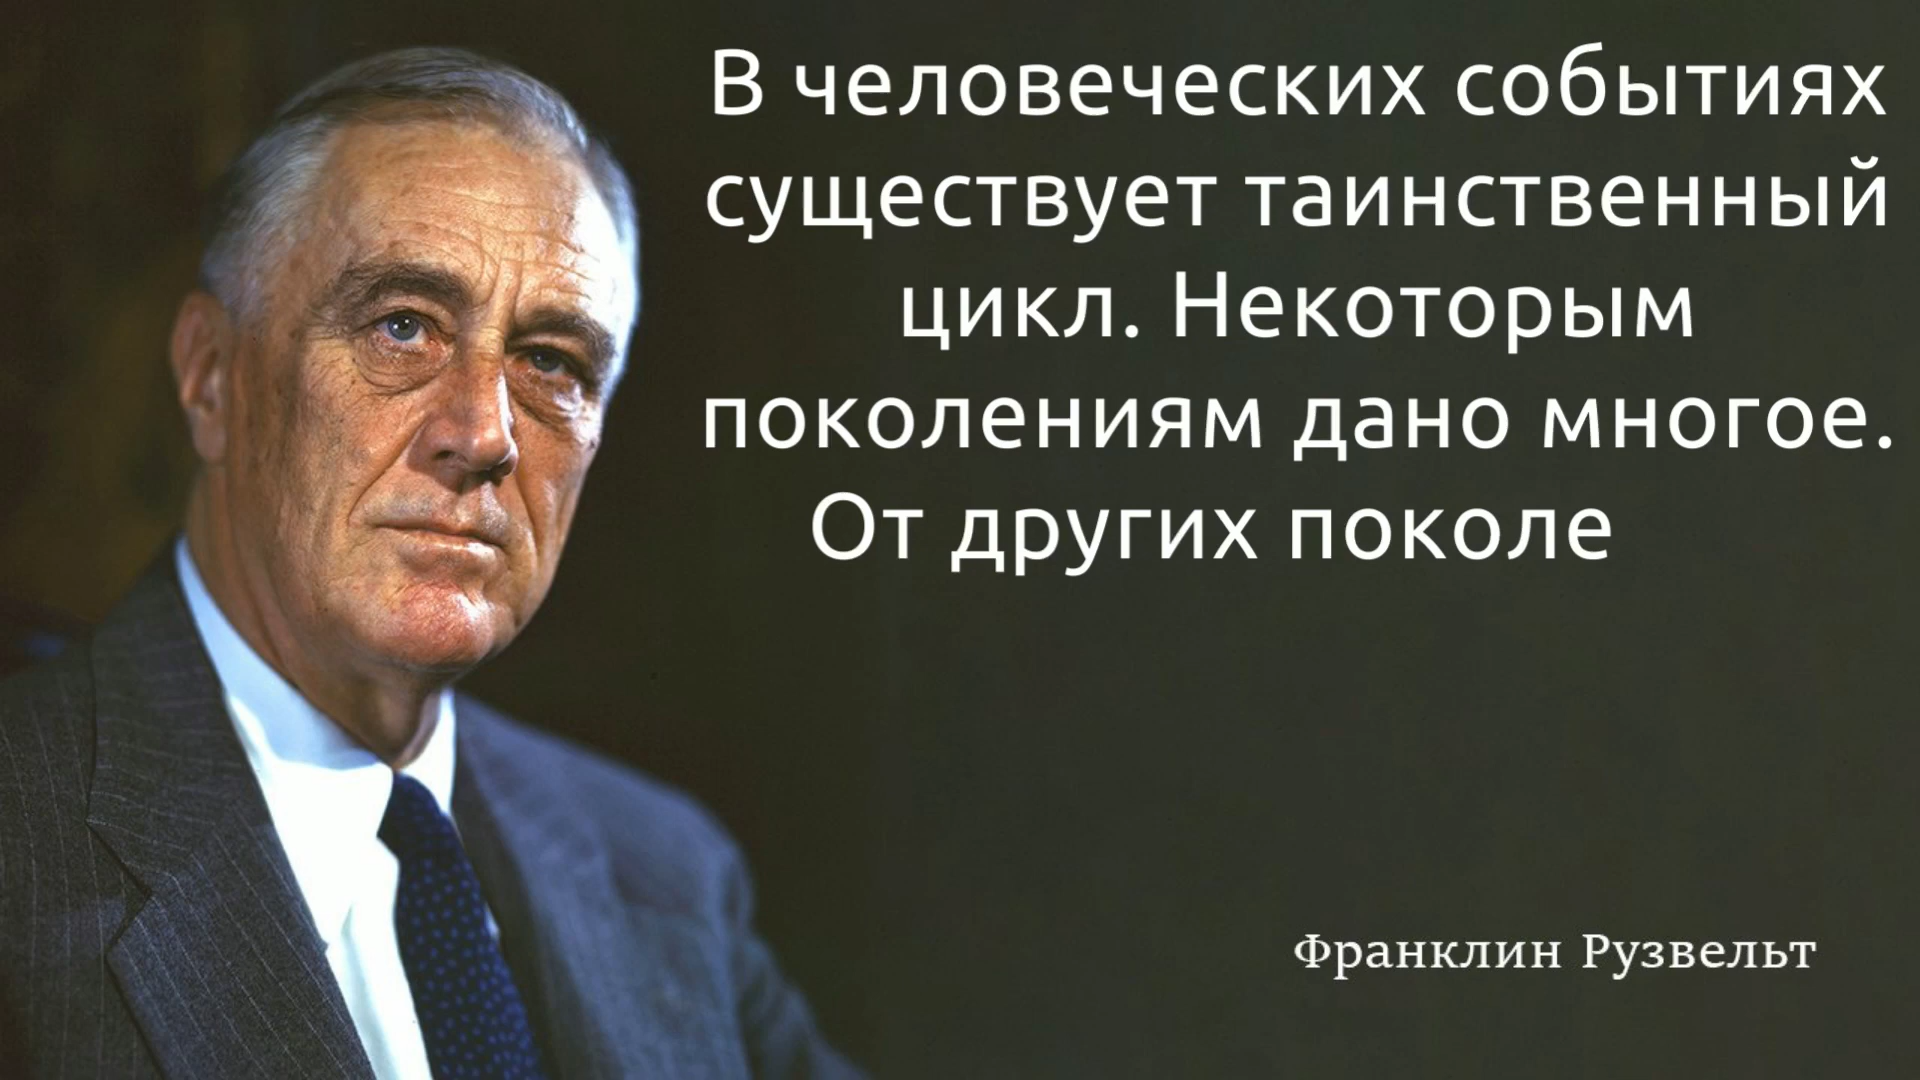 В человеческих событиях
существует таинственный
цикл. Некоторым
поколениям дано многое.
От других поколе
Франклин Рузвельт